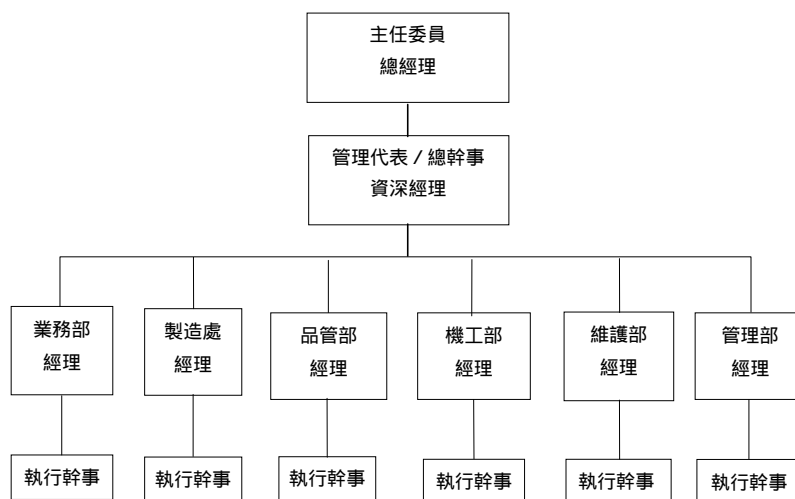 主任委員
總經理
管理代表 / 總幹事
資深經理
業務部
經理
製造處
經理
品管部
經理
機工部
經理
維護部
經理
管理部
經理
執行幹事
執行幹事
執行幹事
執行幹事
執行幹事
執行幹事